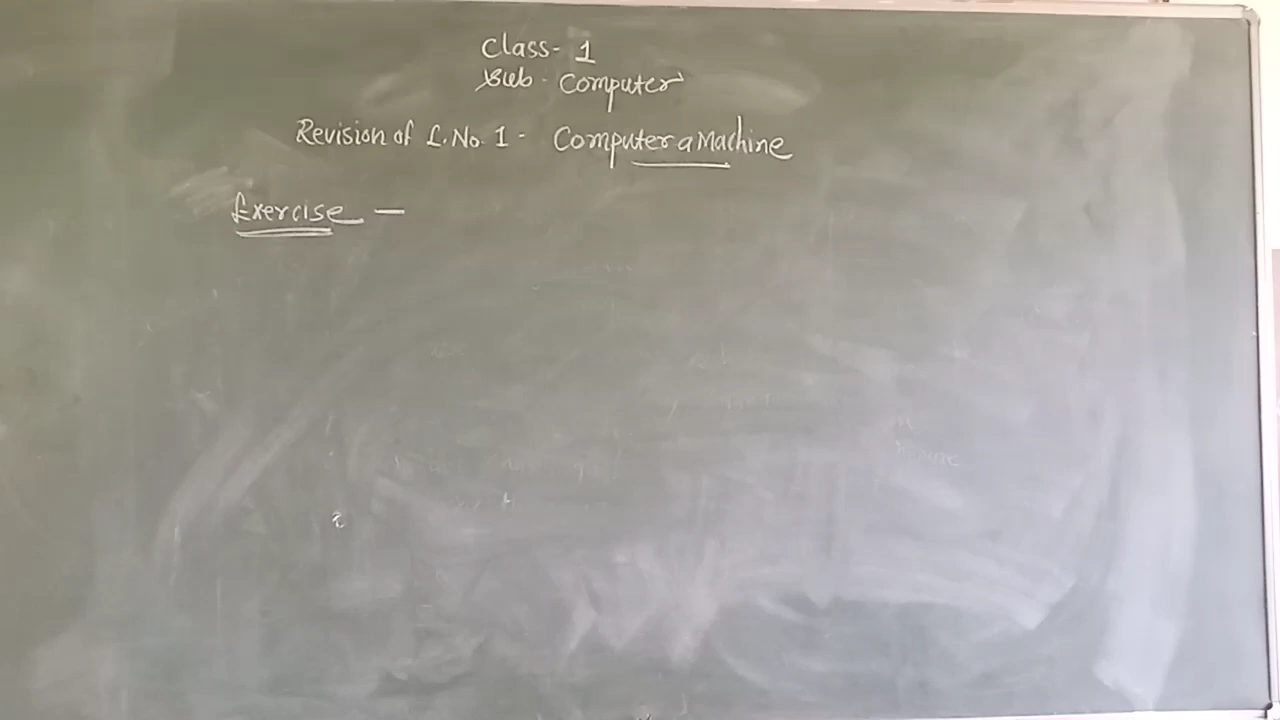 Class- 1
Sub - Computer
Revision of L.No. 1 - Computer a Machine
Exercise —